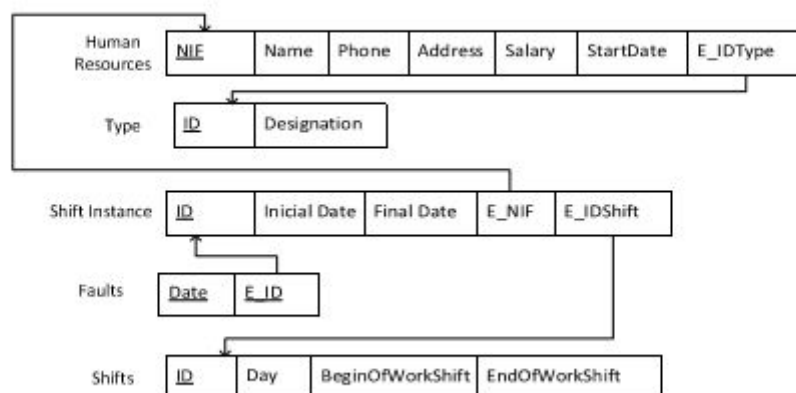 Human Resources
NIF Name Phone Address Salary StartDate E_IDType
Type
ID Designation
Shift Instance
ID Inicial Date Final Date E_NIF E_IDShift
Faults
Date E_ID
Shifts
ID Day BeginOfWorkShift EndOfWorkShift